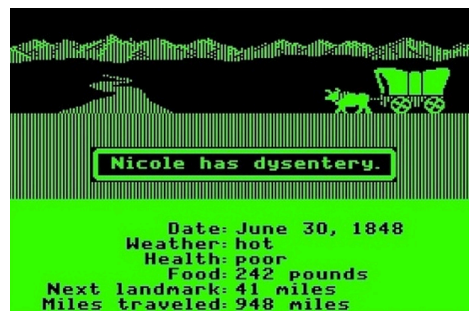 Nicole has dysentery.
Date: June 30, 1848
Weather: hot
Health: poor
Food: 242 pounds
Next landmark: 41 miles
Miles traveled: 948 miles